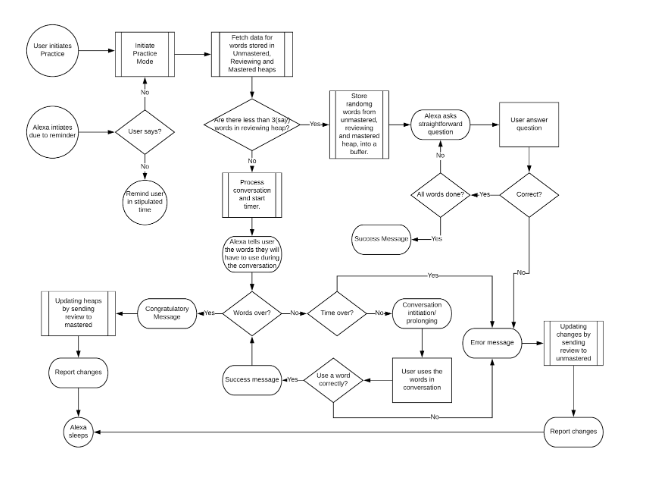 User initiates
Practice
Initiate
Practice
Mode
Fetch data for
words stored in
Unmastered,
Reviewing and
Mastered heaps
Alexa intiates
due to reminder
No
User says?
No
Remind user
in stipulated
time
Are there less than 3(say)
words in reviewing heap?
Yes
No
Store
randomg
words from
unmastered,
reviewing
and mastered
heap, into a
buffer.
Alexa asks
straightforward
question
User answer
question
No
All words done?
Yes
Correct?
Yes
Success Message
No
Process
conversation
and start
timer.
Alexa tells user
the words they will
have to use during
the conversation
Yes
Updating heaps
by sending
review to
mastered
Congratulatory
Message
Yes
Words over?
No
Time over?
No
Conversation
intitation/
prolonging
Error message
Updating
changes by
sending
review to
unmastered
Report changes
Success message
Yes
Use a word
correctly?
User uses the
words in
conversation
No
Alexa
sleeps
Report changes